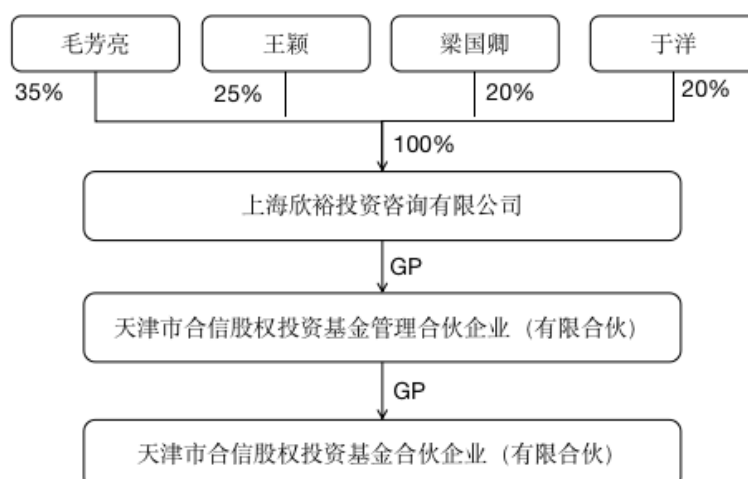 毛芳亮 王颖 梁国卿 于洋
35% 25% 20% 20%
100%
上海欣裕投资咨询有限公司
GP
天津市合信股权投资基金管理合伙企业（有限合伙）
GP
天津市合信股权投资基金合伙企业（有限合伙）